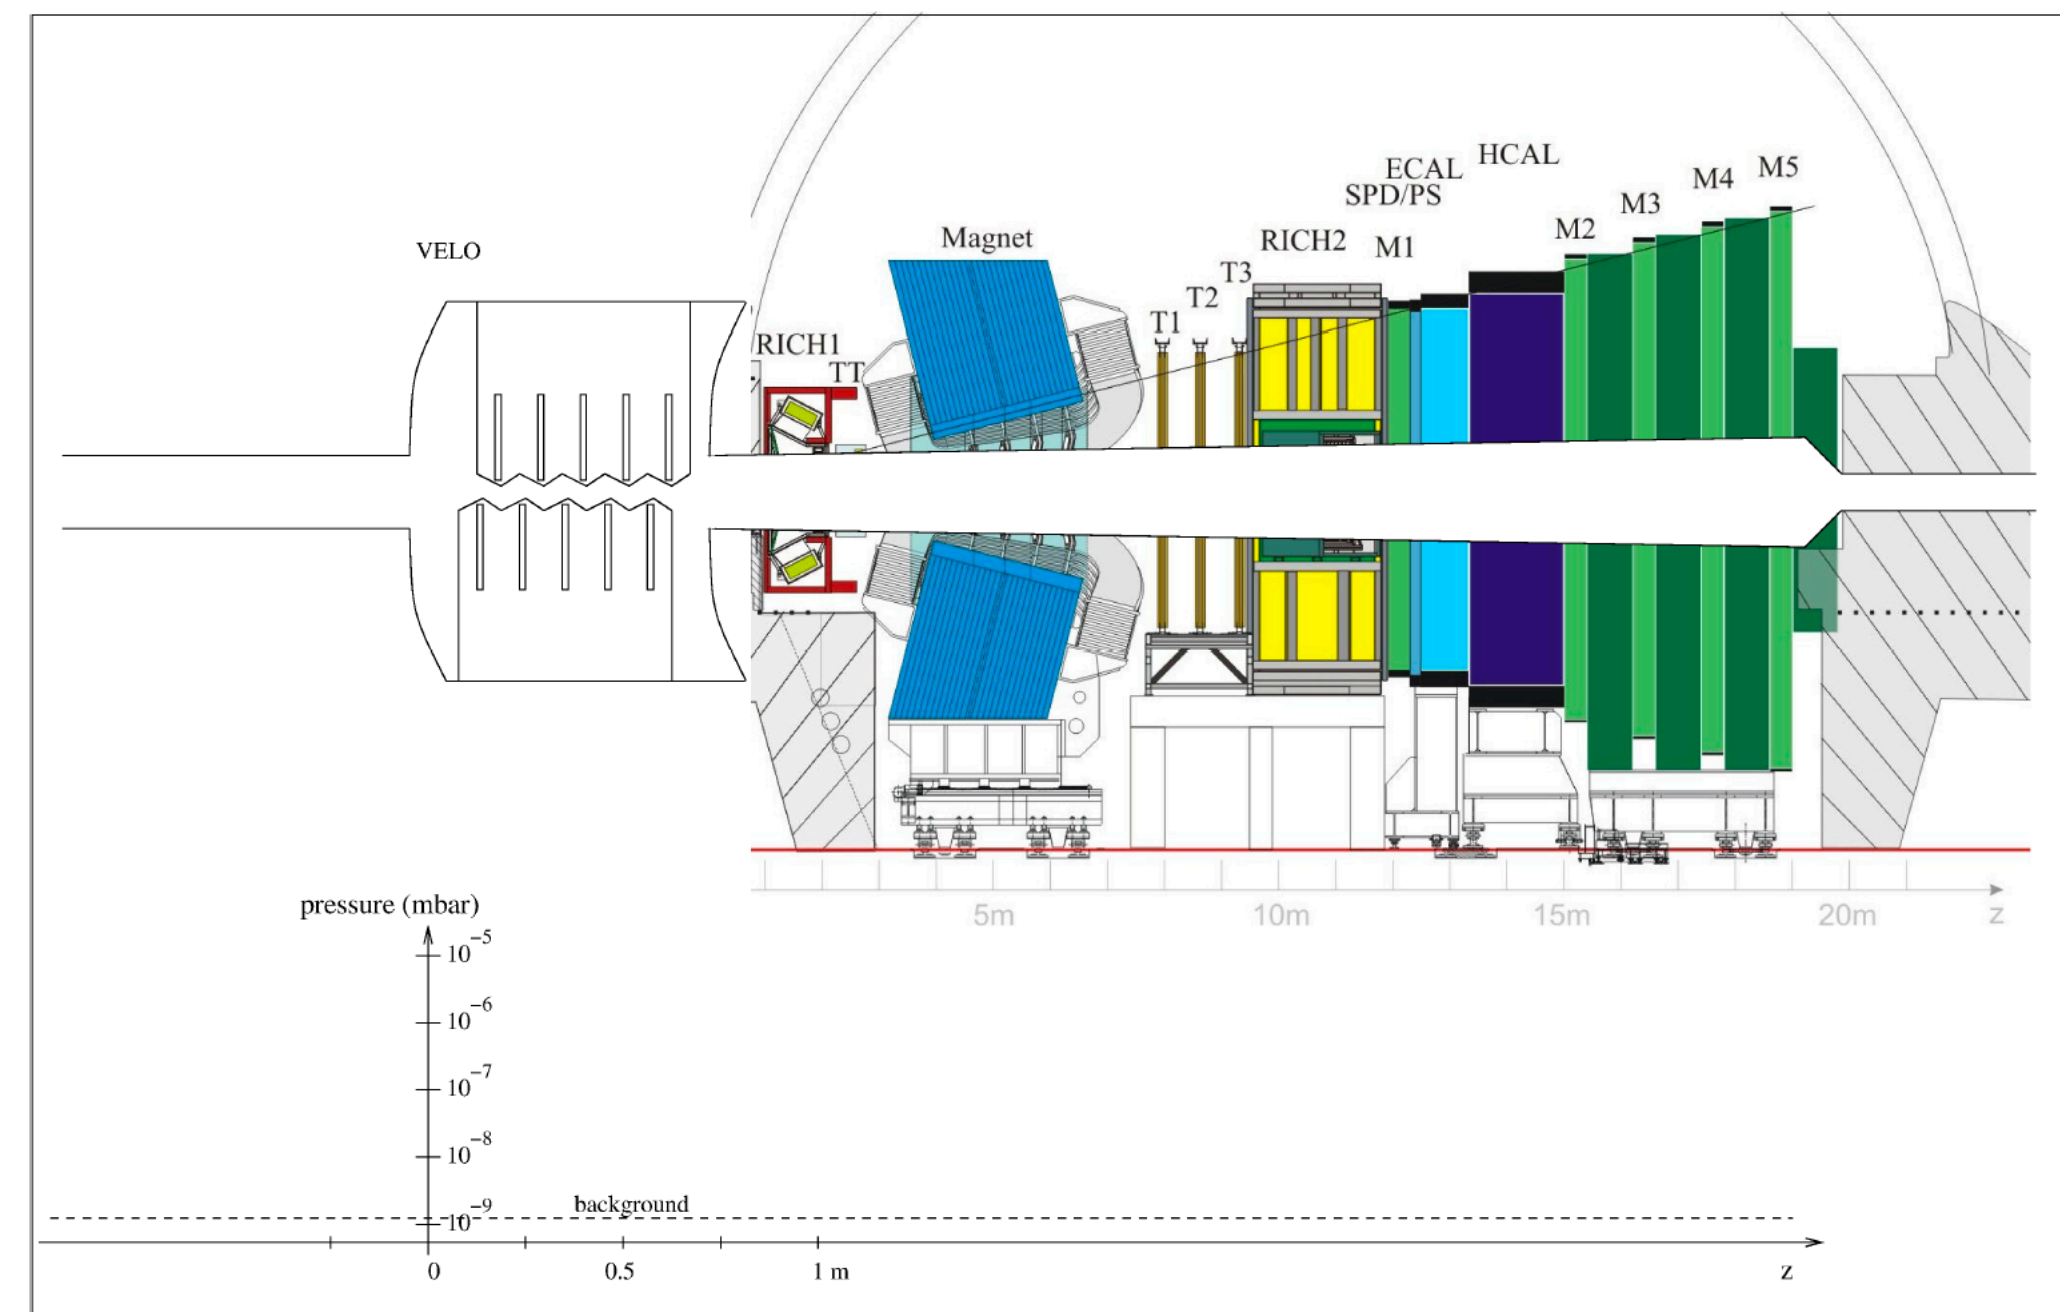 HCAL
ECAL
M5
M4
SPD/PS
M3
M2
Magnet
RICH2
M1
VELO
T3
T2
T1
RICH1
TT
5m
10m
15m
20m
z
pressure (mbar)
10⁻⁵
10⁻⁶
10⁻⁷
10⁻⁸
background
10⁻⁹
0
0.5
1 m
z